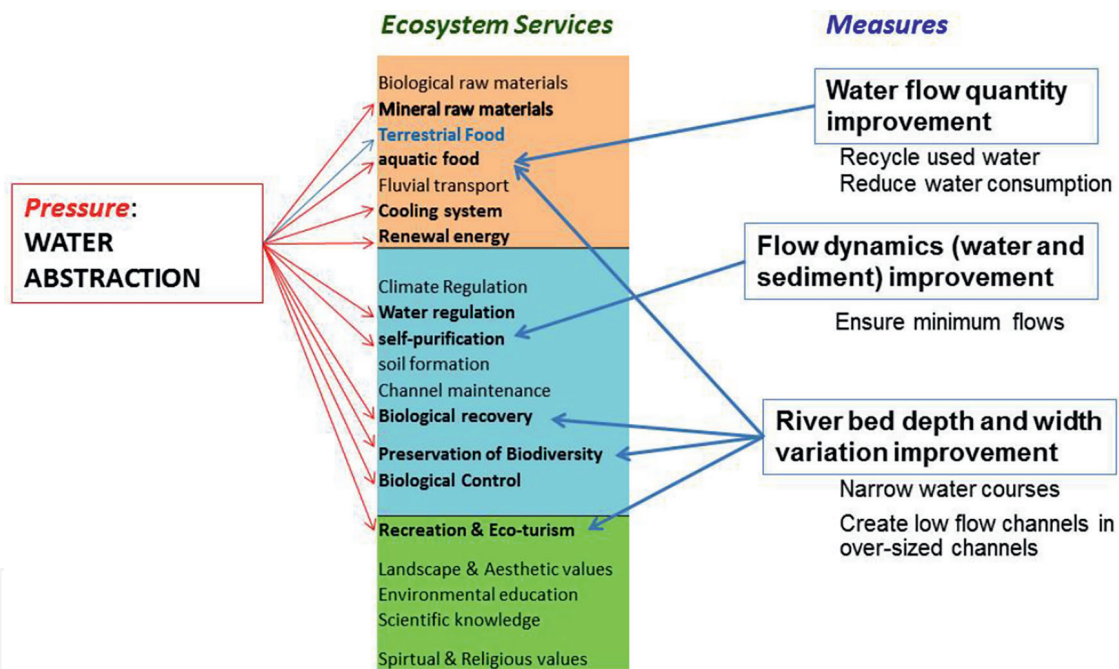 Ecosystem Services
Measures
Pressure:
WATER
ABSTRACTION
Biological raw materials
Mineral raw materials
Terrestrial Food
aquatic food
Fluvial transport
Cooling system
Renewal energy
Climate Regulation
Water regulation
self-purification
soil formation
Channel maintenance
Biological recovery
Preservation of Biodiversity
Biological Control
Recreation & Eco-turism
Landscape & Aesthetic values
Environmental education
Scientific knowledge
Spirtual & Religious values
Water flow quantity
improvement
Recycle used water
Reduce water consumption
Flow dynamics (water and
sediment) improvement
Ensure minimum flows
River bed depth and width
variation improvement
Narrow water courses
Create low flow channels in
over-sized channels